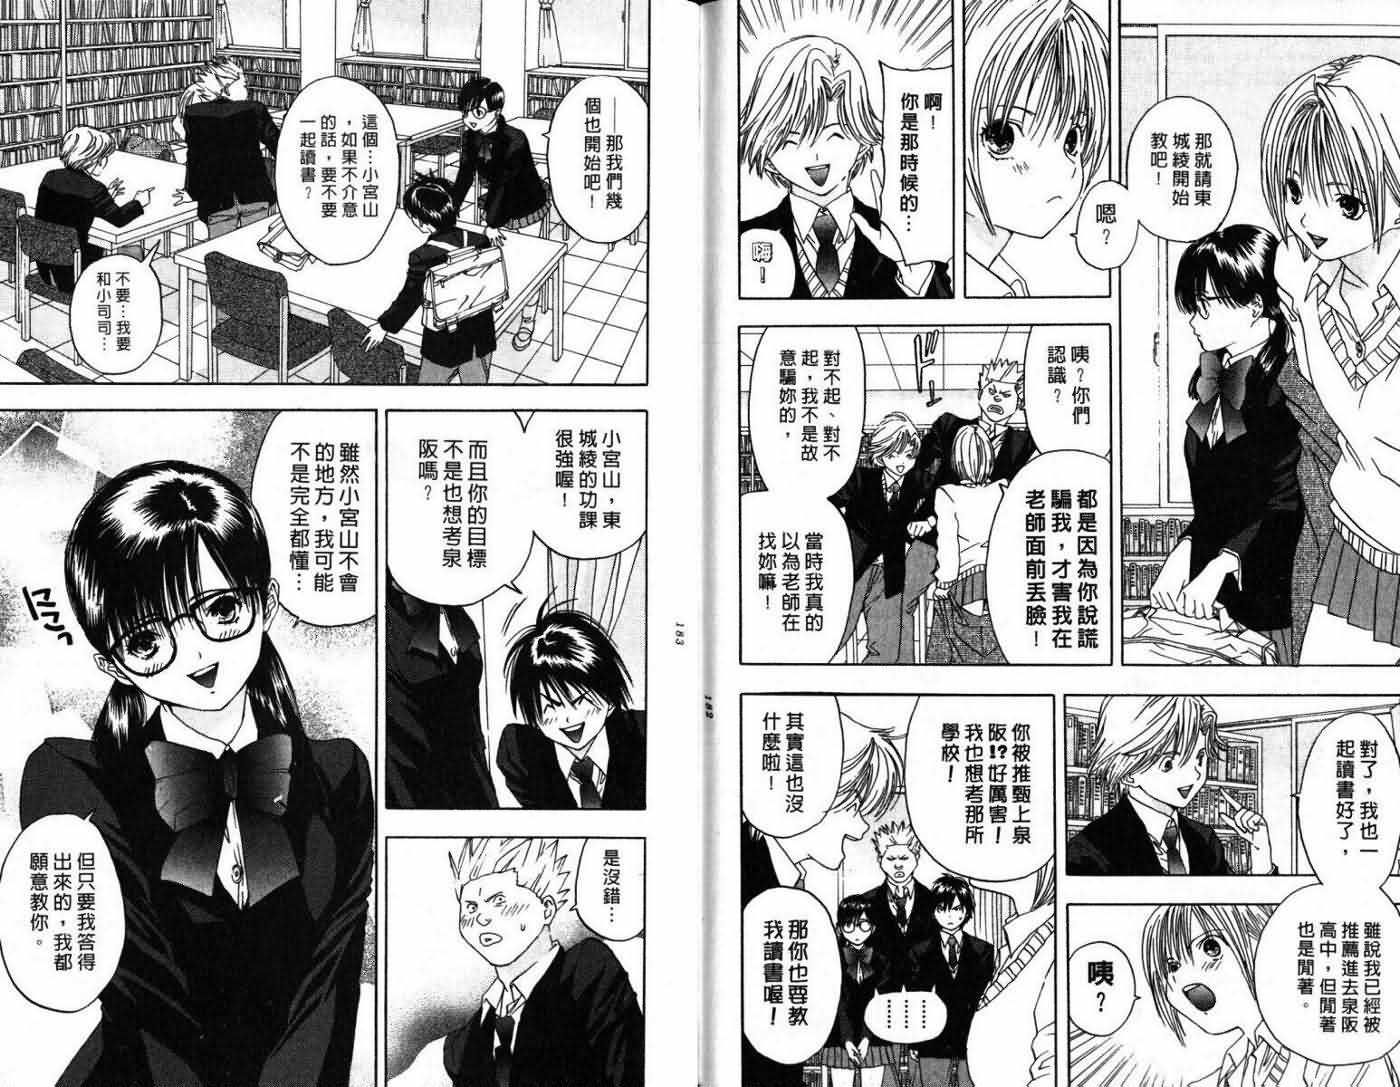 那就請東
城綾開始
教吧！
嗯？
啊！
你是那時候的…
嗨！
咦？你們
認識？
都是因為你說謊
騙我，才害我在
老師面前丟臉！
對不起、對不
起，我不是故
意騙妳的，
當時我真的
以為老師在
找妳嘛！
對了，我也一
起讀書好了，
雖說我已經被
推薦進去泉阪
高中，但閒著
也是閒著。
咦？
你被推甄上泉
阪!?好厲害！
我也想考那所
學校！
其實這也沒
什麼啦！
那你也要教
我讀書喔！
………
………
182
183
──那我們幾
個也開始吧！
這個…小宮山
，如果不介意
的話，要不要
一起讀書？
不要…我要
和小司司…
小宮山，東
城綾的功課
很強喔！
而且你的目標
不是也想考泉
阪嗎？
是沒錯…
雖然小宮山不會
的地方，我可能
不是完全都懂…
ニコッ
但只要我答得
出來的，我都
願意教你。